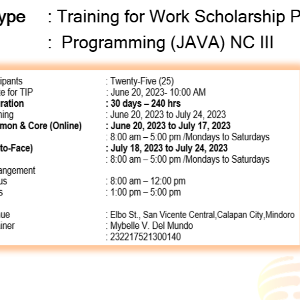 ype : Training for Work Scholarship P
: Programming (JAVA) NC III
ipants : Twenty-Five (25)
e for TIP : June 20, 2023- 10:00 AM
ration : 30 days – 240 hrs
ning : June 20, 2023 to July 24, 2023
mon & Core (Online) : June 20, 2023 to July 17, 2023
: 8:00 am – 5:00 pm /Mondays to Saturdays
to-Face) : July 18, 2023 to July 24, 2023
: 8:00 am – 5:00 pm /Mondays to Saturdays
angement
us : 8:00 am – 12:00 pm
s : 1:00 pm – 5:00 pm
ue : Elbo St., San Vicente Central,Calapan City,Mindoro
iner : Mybelle V. Del Mundo
: 232217521300140